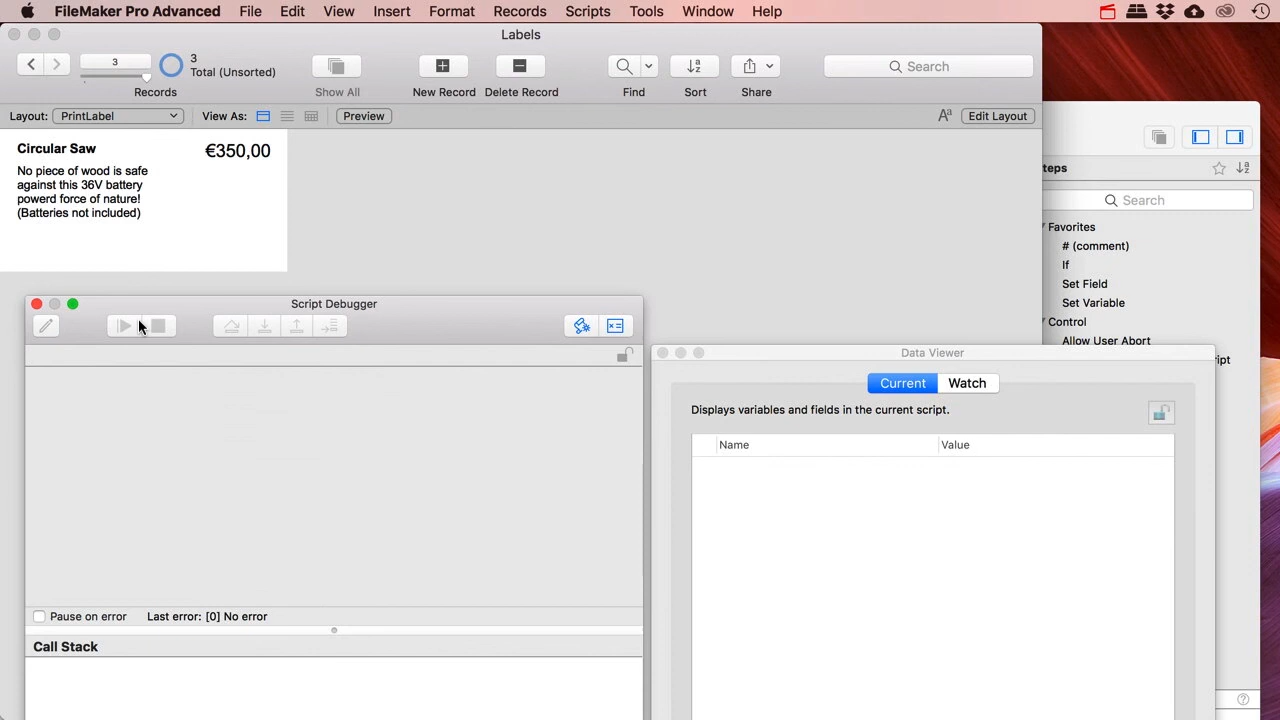 FileMaker Pro Advanced File Edit View Insert Format Records Scripts Tools Window Help
Labels
3
3
Total (Unsorted)
Records
Show All
New Record
Delete Record
Find
Sort
Share
Search
Layout: PrintLabel View As: Preview Aa Edit Layout
Circular Saw €350,00
No piece of wood is safe
against this 36V battery
powerd force of nature!
(Batteries not included)
teps
Search
Favorites
# (comment)
If
Set Field
Set Variable
Control
Allow User Abort
ipt
Script Debugger
Pause on error Last error: [0] No error
Call Stack
Data Viewer
Current Watch
Displays variables and fields in the current script.
Name Value